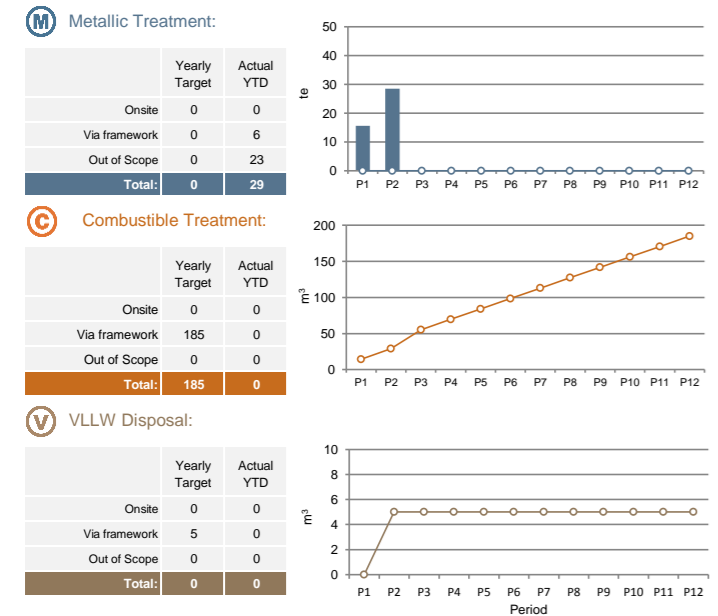 M Metallic Treatment:
Yearly Target Actual YTD
Onsite 0 0
Via framework 0 6
Out of Scope 0 23
Total: 0 29
te
50
40
30
20
10
0
P1 P2 P3 P4 P5 P6 P7 P8 P9 P10 P11 P12
C Combustible Treatment:
Yearly Target Actual YTD
Onsite 0 0
Via framework 185 0
Out of Scope 0 0
Total: 185 0
m³
200
150
100
50
0
P1 P2 P3 P4 P5 P6 P7 P8 P9 P10 P11 P12
V VLLW Disposal:
Yearly Target Actual YTD
Onsite 0 0
Via framework 5 0
Out of Scope 0 0
Total: 0 0
m³
10
8
6
4
2
0
P1 P2 P3 P4 P5 P6 P7 P8 P9 P10 P11 P12
Period